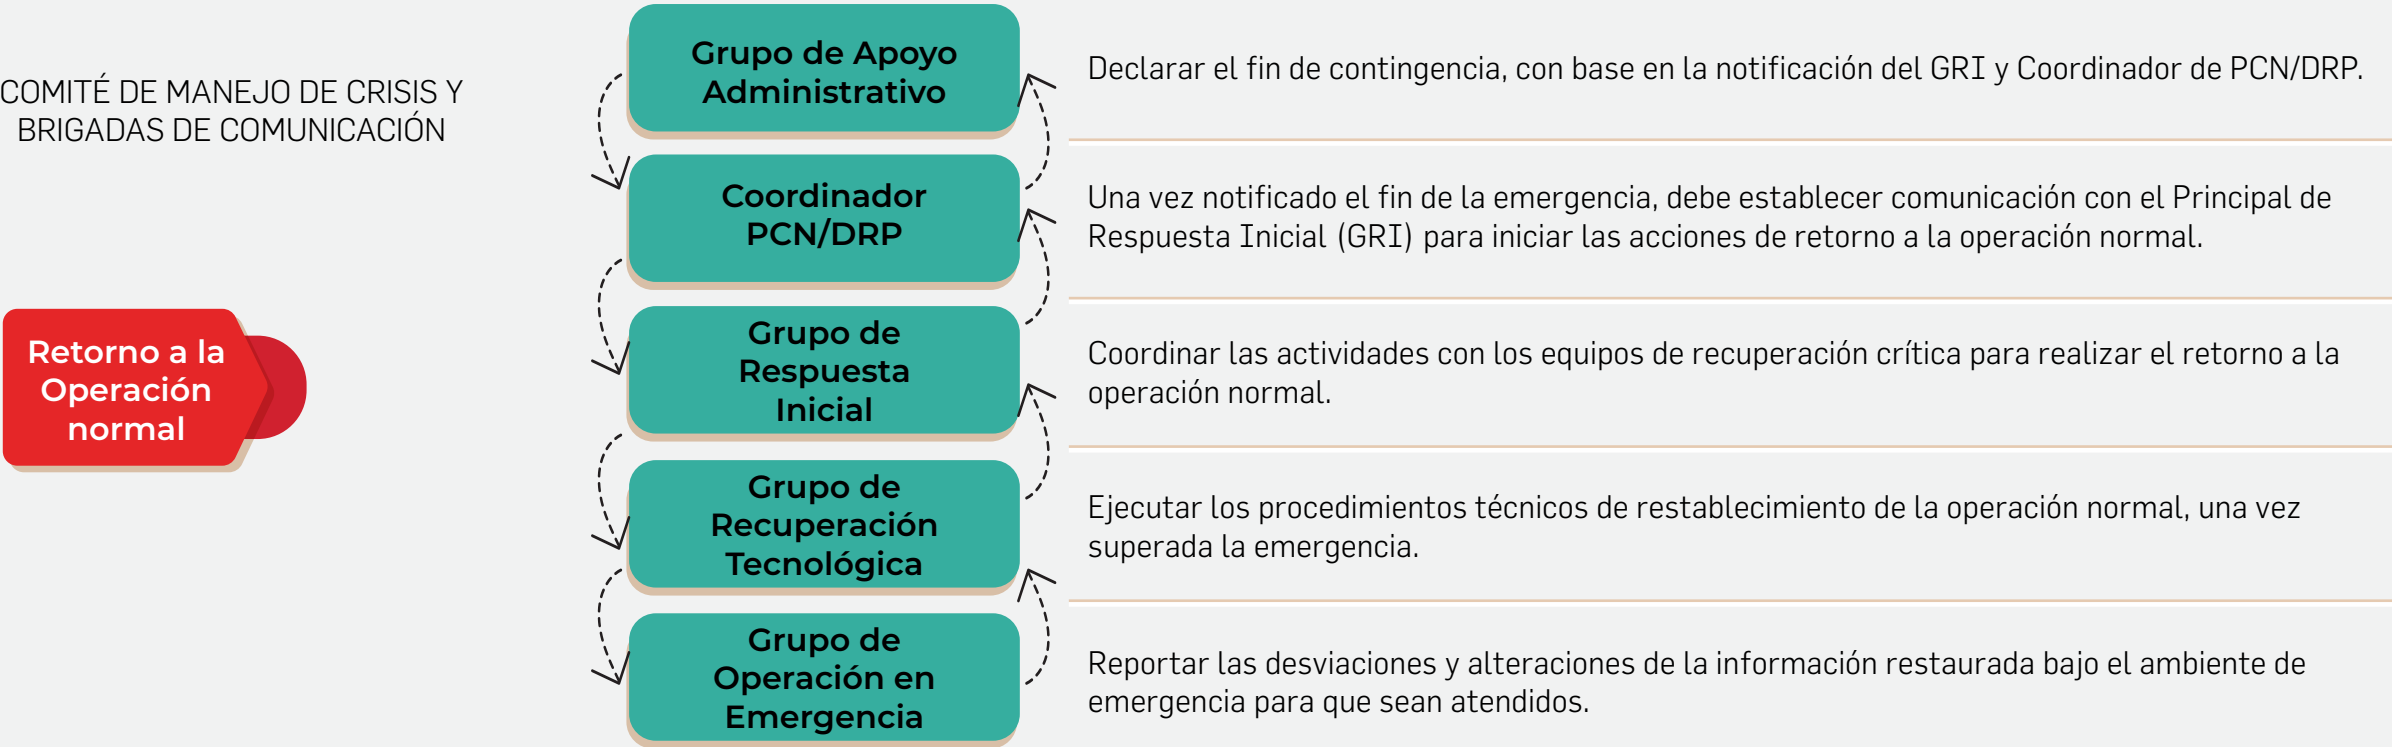 COMITÉ DE MANEJO DE CRISIS Y
BRIGADAS DE COMUNICACIÓN
Retorno a la
Operación
normal
Grupo de Apoyo
Administrativo
Declarar el fin de contingencia, con base en la notificación del GRI y Coordinador de PCN/DRP.
Coordinador
PCN/DRP
Una vez notificado el fin de la emergencia, debe establecer comunicación con el Principal de
Respuesta Inicial (GRI) para iniciar las acciones de retorno a la operación normal.
Grupo de
Respuesta
Inicial
Coordinar las actividades con los equipos de recuperación crítica para realizar el retorno a la
operación normal.
Grupo de
Recuperación
Tecnológica
Ejecutar los procedimientos técnicos de restablecimiento de la operación normal, una vez
superada la emergencia.
Grupo de
Operación en
Emergencia
Reportar las desviaciones y alteraciones de la información restaurada bajo el ambiente de
emergencia para que sean atendidos.